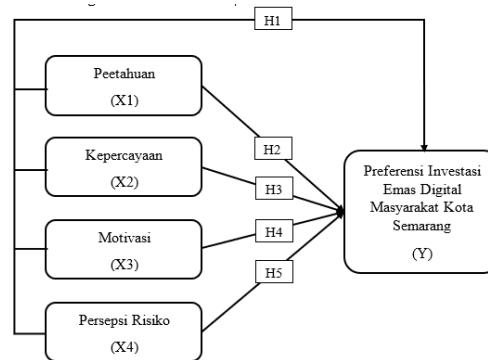 H1
Peetahuan
(X1)
H2
Kepercayaan
(X2)
H3
Preferensi Investasi
Emas Digital
Masyarakat Kota
Semarang
(Y)
Motivasi
(X3)
H4
H5
Persepsi Risiko
(X4)